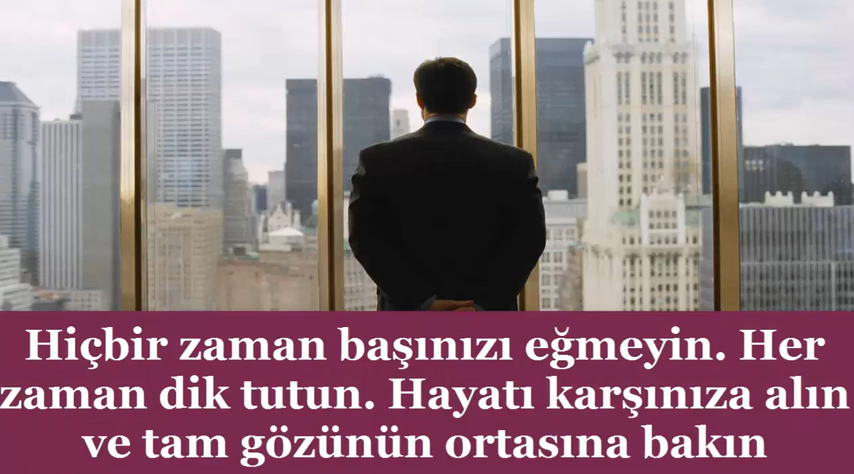 Hiçbir zaman başınızı eğmeyin. Her
zaman dik tutun. Hayatı karşınıza alın
ve tam gözünün ortasına bakın